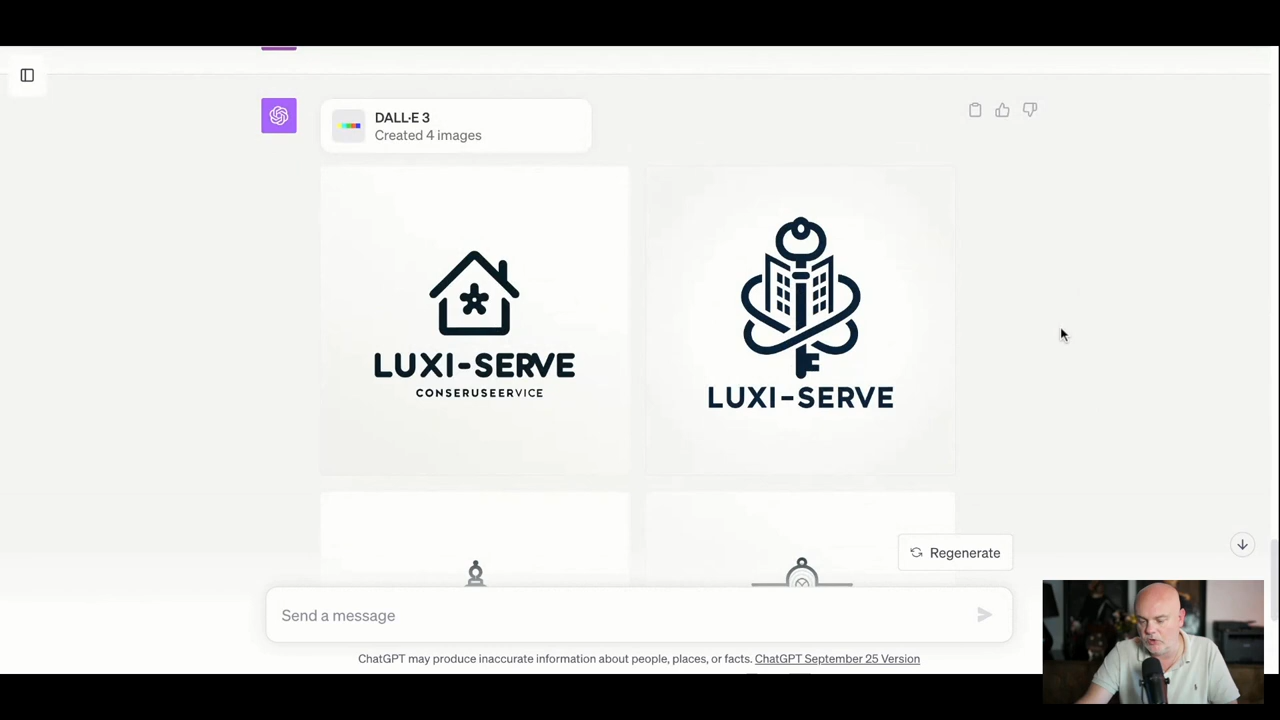 DALL·E 3
Created 4 images
LUXI-SERVE
CONSERUSEERVICE
LUXI-SERVE
Regenerate
Send a message
ChatGPT may produce inaccurate information about people, places, or facts. ChatGPT September 25 Version